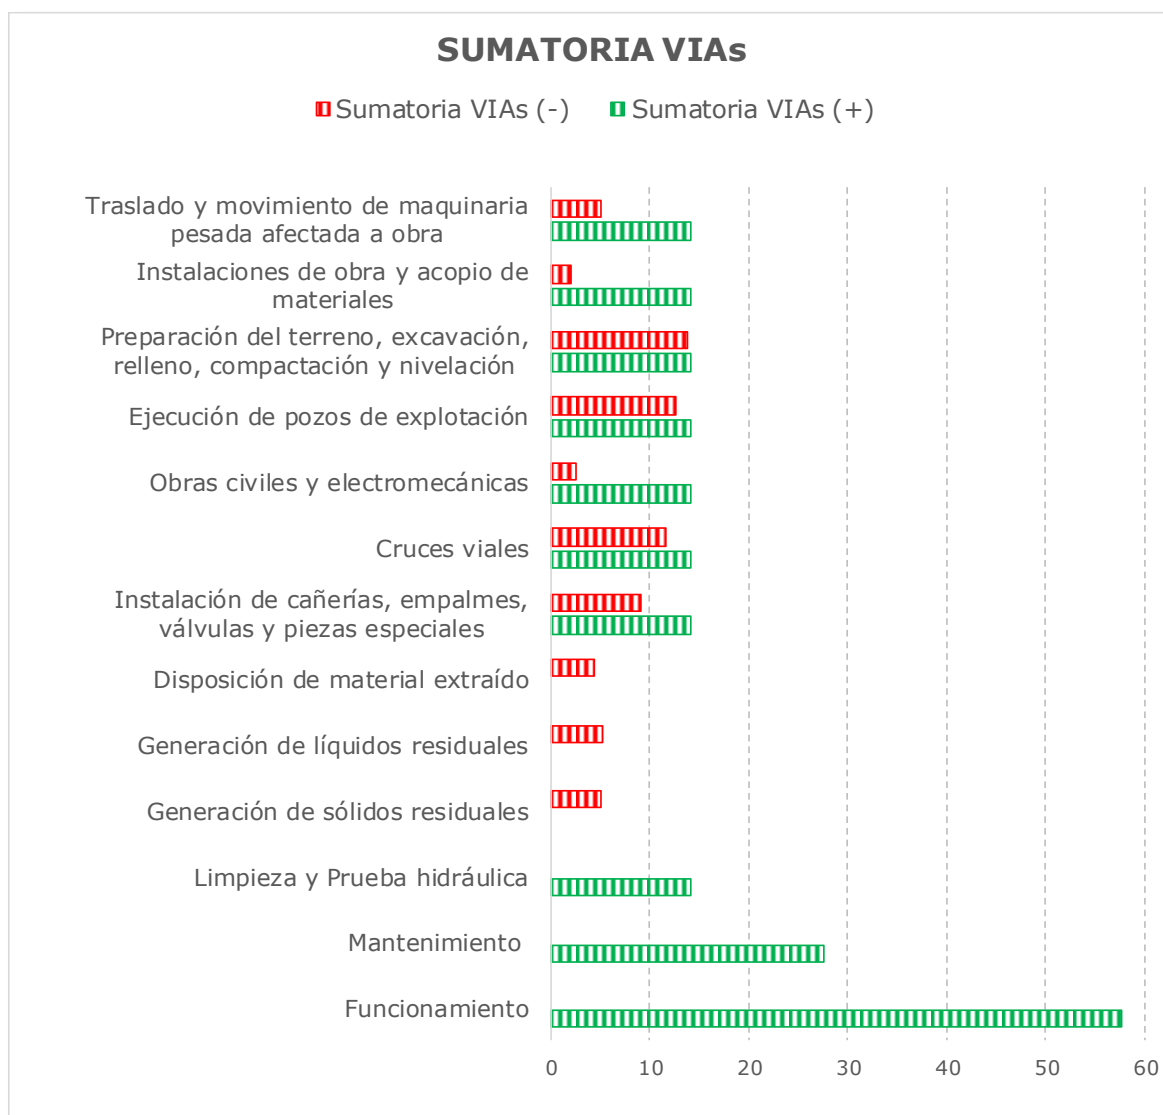 SUMATORIA VIAs
Sumatoria VIAs (-) Sumatoria VIAs (+)
Traslado y movimiento de maquinaria
pesada afectada a obra
Instalaciones de obra y acopio de
materiales
Preparación del terreno, excavación,
relleno, compactación y nivelación
Ejecución de pozos de explotación
Obras civiles y electromecánicas
Cruces viales
Instalación de cañerías, empalmes,
válvulas y piezas especiales
Disposición de material extraído
Generación de líquidos residuales
Generación de sólidos residuales
Limpieza y Prueba hidráulica
Mantenimiento
Funcionamiento
0 10 20 30 40 50 60